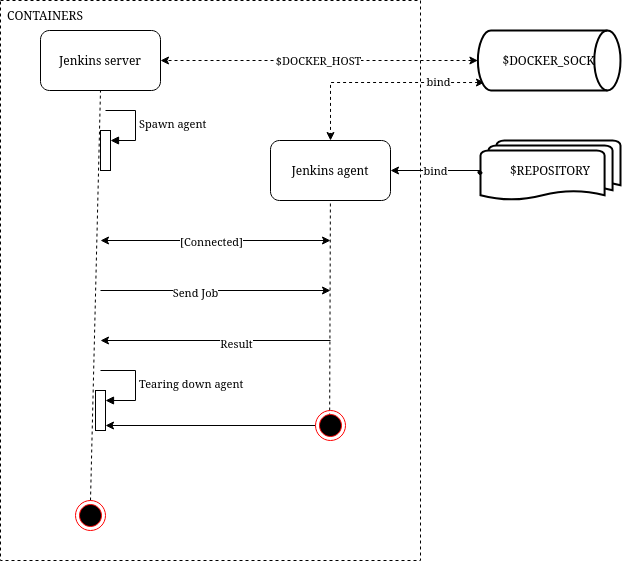 CONTAINERS
Jenkins server
$DOCKER_HOST
$DOCKER_SOCK
bind
Spawn agent
Jenkins agent
bind
$REPOSITORY
[Connected]
Send Job
Result
Tearing down agent